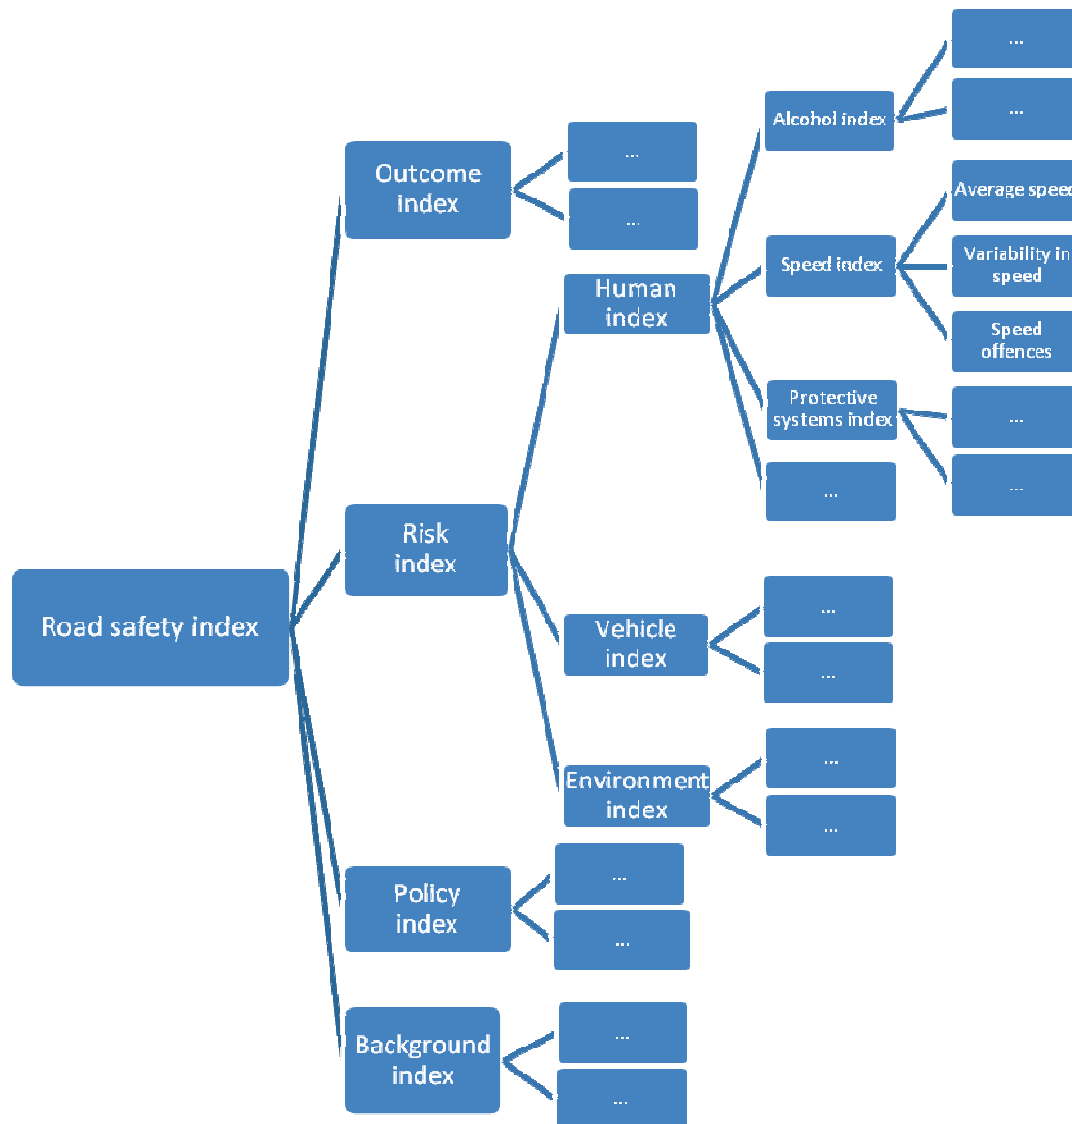 Road safety index
Outcome
index
...
...
Risk
index
Human
index
Alcohol index
...
...
Speed index
Average speed
Variability in
speed
Speed
offences
Protective
systems index
...
...
...
Vehicle
index
...
...
Environment
index
...
...
Policy
index
...
...
Background
index
...
...